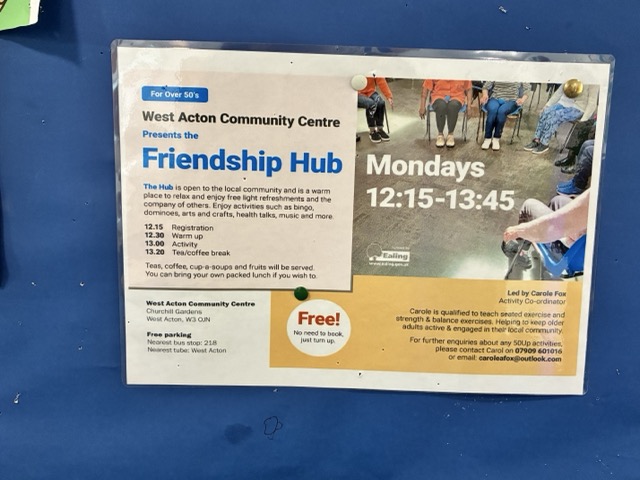 For Over 50's
West Acton Community Centre
Presents the
Friendship Hub
The Hub is open to the local community and is a warm
place to relax and enjoy free light refreshments and the
company of others. Enjoy activities such as bingo,
dominoes, arts and crafts, health talks, music and more.
12.15 Registration
12.30 Warm up
13.00 Activity
13.20 Tea/coffee break
Teas, coffee, cup-a-soups and fruits will be served.
You can bring your own packed lunch if you wish to.
Mondays
12:15-13:45
Ealing
www.ealing.gov.uk
West Acton Community Centre
Churchill Gardens
West Acton, W3 OJN
Free parking
Nearest bus stop: 218
Nearest tube: West Acton
Free!
No need to book,
just turn up.
Led by Carole Fox
Activity Co-ordinator
Carole is qualified to teach seated exercise and
strength & balance exercises. Helping to keep older
adults active & engaged in their local community.
For further enquiries about any 50Up activities,
please contact Carol on 07909 601016
or email: caroleafox@outlook.com